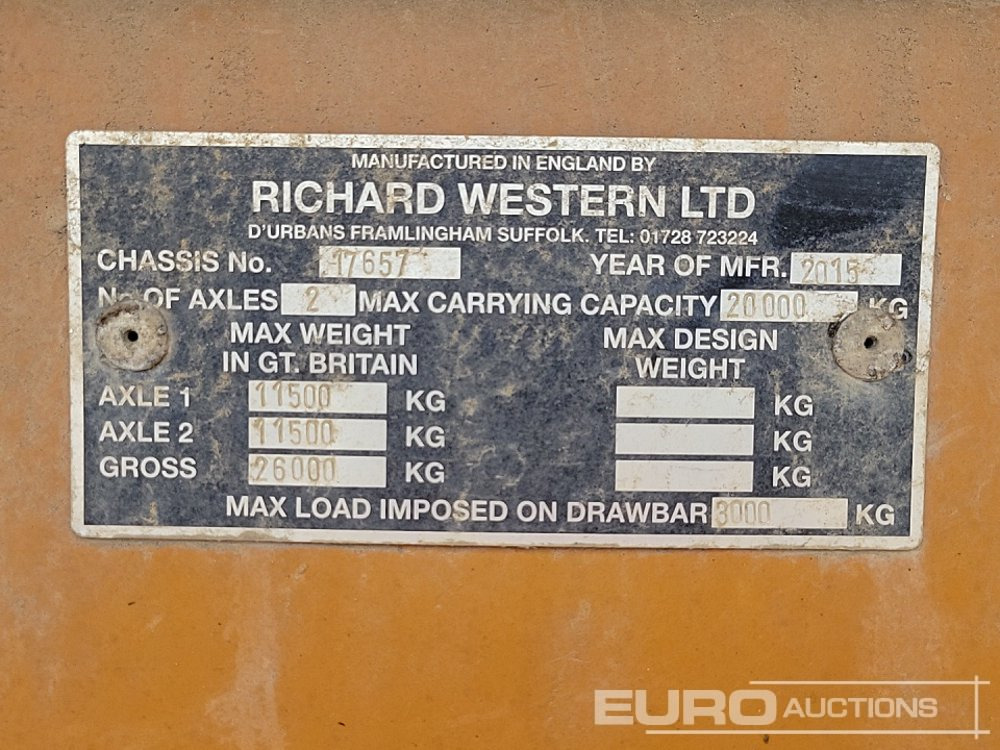 MANUFACTURED IN ENGLAND BY
RICHARD WESTERN LTD
D'URBANS FRAMLINGHAM SUFFOLK. TEL: 01728 723224
CHASSIS No. 17657 YEAR OF MFR. 2015
No OF AXLES 2 MAX CARRYING CAPACITY 20000 KG
MAX WEIGHT IN GT. BRITAIN MAX DESIGN WEIGHT
AXLE 1 11500 KG KG
AXLE 2 11500 KG KG
GROSS 26000 KG KG
MAX LOAD IMPOSED ON DRAWBAR 3000 KG
EURO AUCTIONS